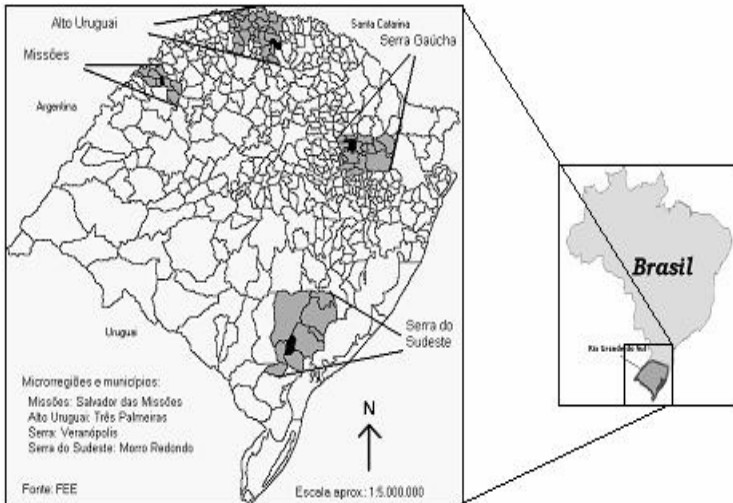 Alto Uruguai
Santa Catarina
Serra Gaúcha
Missões
Argentina
Uruguai
Serra do
Sudeste
Microrregiões e municípios:
Missões: Salvador das Missões
Alto Uruguai: Três Palmeiras
Serra: Veranópolis
Serra do Sudeste: Morro Redondo
N
Fonte: FEE
Escala aprox.: 1:5.000.000
Brasil
Rio Grande do Sul